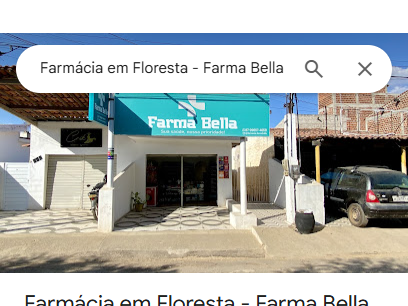 Farmácia em Floresta - Farma Bella
Farma Bella
Sua saúde, nossa prioridade!
Farmácia em Floresta - Farma Bella